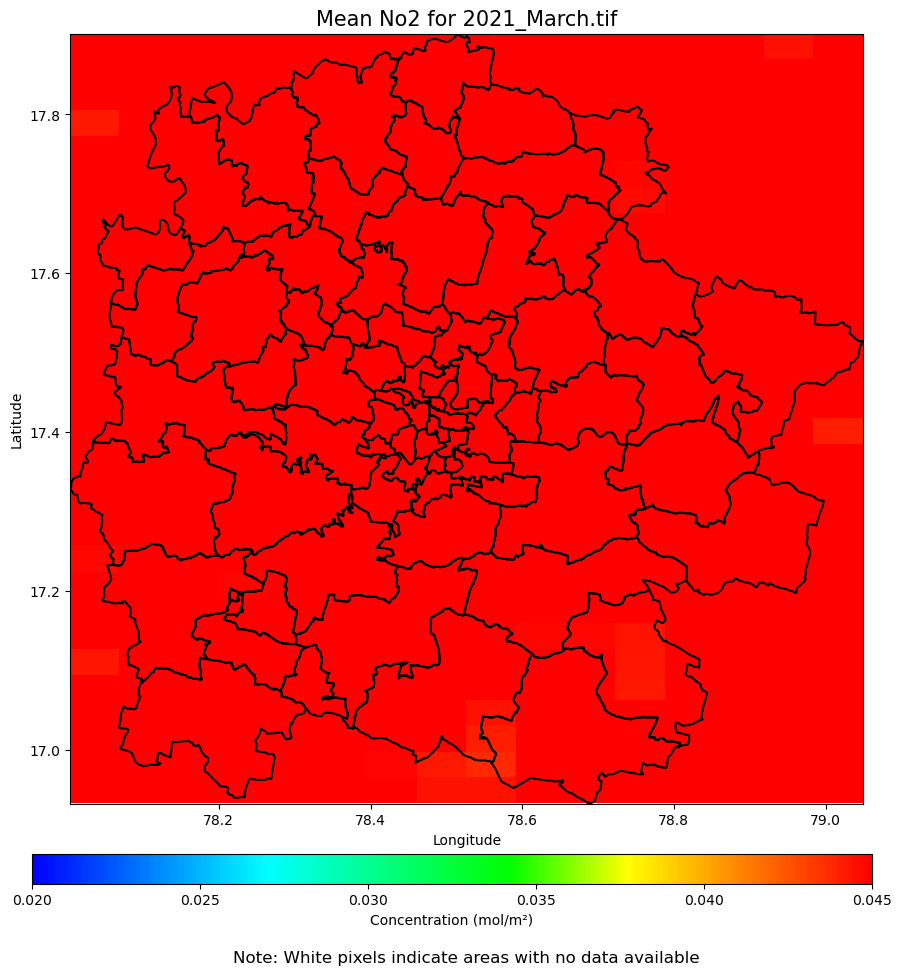 Mean No2 for 2021_March.tif
Latitude
17.8
17.6
17.4
17.2
17.0
78.2 78.4 78.6 78.8 79.0
Longitude
0.020 0.025 0.030 0.035 0.040 0.045
Concentration (mol/m²)
Note: White pixels indicate areas with no data available